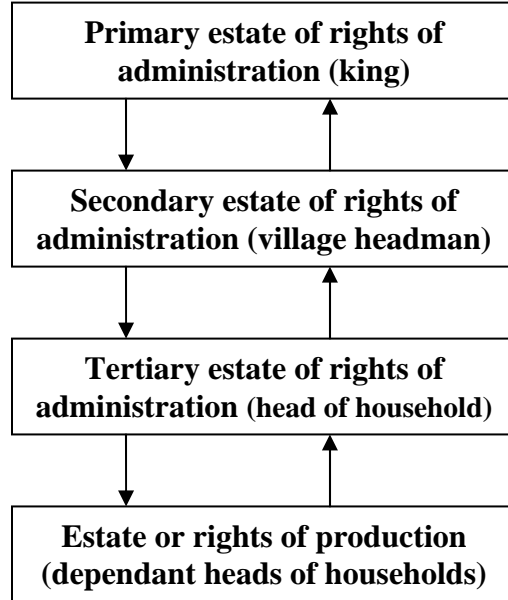 Primary estate of rights of
administration (king)
Secondary estate of rights of
administration (village headman)
Tertiary estate of rights of
administration (head of household)
Estate or rights of production
(dependant heads of households)